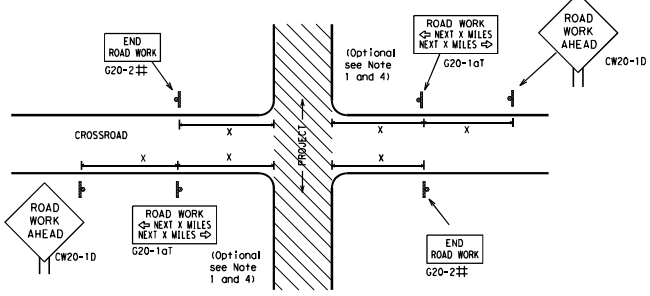 END
ROAD WORK
G20-2#
(Optional
see Note
1 and 4)
ROAD WORK
⇦ NEXT X MILES
NEXT X MILES ⇨
G20-1aT
ROAD
WORK
AHEAD
CW20-1D
X
X
X
CROSSROAD
PROJECT
X
X
X
ROAD
WORK
AHEAD
CW20-1D
ROAD WORK
⇦ NEXT X MILES
NEXT X MILES ⇨
G20-1aT
(Optional
see Note
1 and 4)
END
ROAD WORK
G20-2#